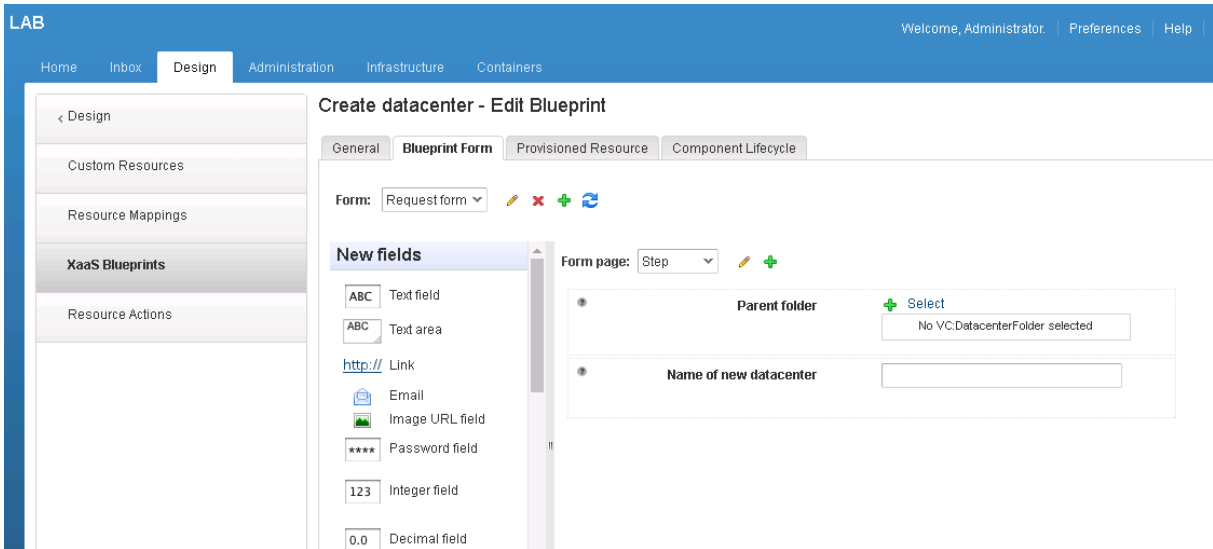 LAB
Welcome, Administrator. Preferences Help
Home Inbox Design Administration Infrastructure Containers
< Design
Custom Resources
Resource Mappings
XaaS Blueprints
Resource Actions
Create datacenter - Edit Blueprint
General Blueprint Form Provisioned Resource Component Lifecycle
Form: Request form
New fields
ABC Text field
ABC Text area
http:// Link
Email
Image URL field
**** Password field
123 Integer field
0.0 Decimal field
Form page: Step
Parent folder Select
No VC:DatacenterFolder selected
Name of new datacenter